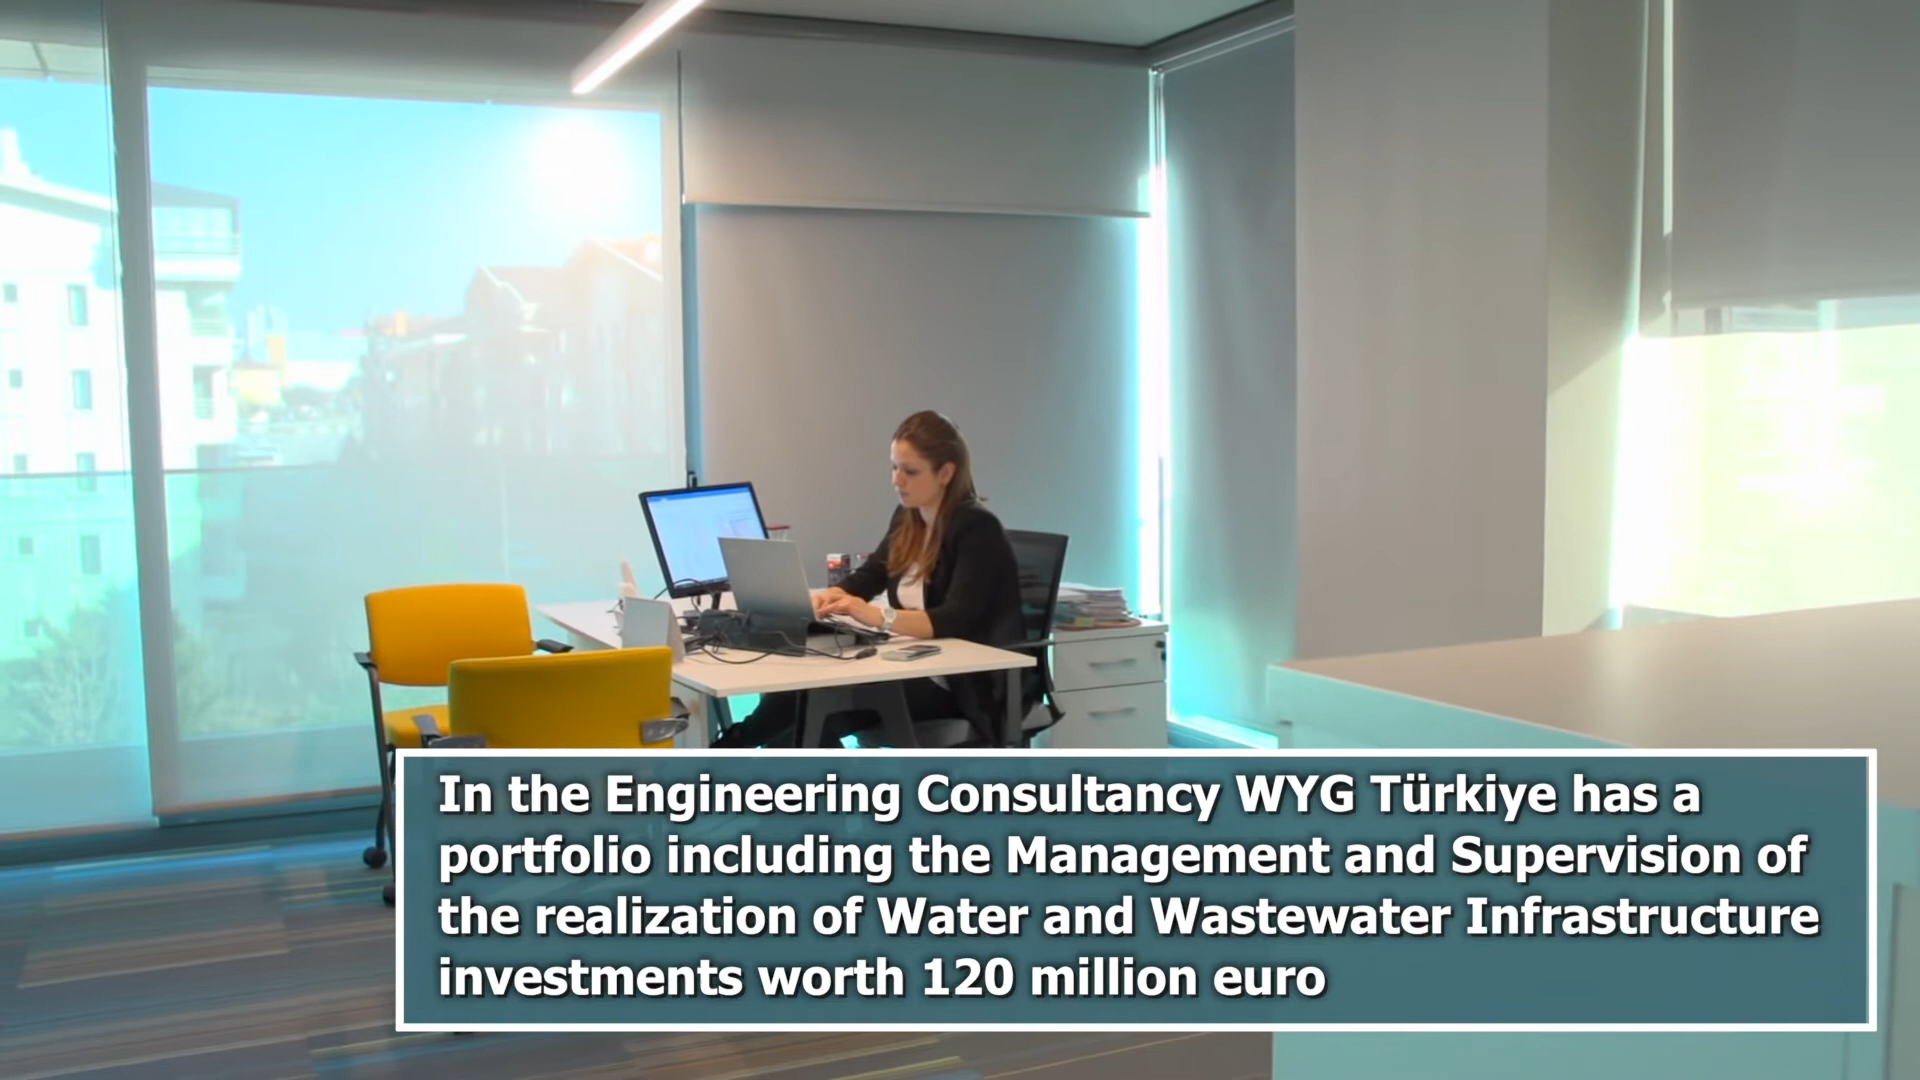 In the Engineering Consultancy WYG Türkiye has a
portfolio including the Management and Supervision of
the realization of Water and Wastewater Infrastructure
investments worth 120 million euro